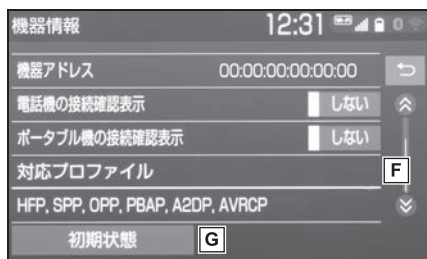 機器情報 12:31
機器アドレス 00:00:00:00:00:00
電話機の接続確認表示 しない
ポータブル機の接続確認表示 しない
対応プロファイル
F
HFP, SPP, OPP, PBAP, A2DP, AVRCP
初期状態 G